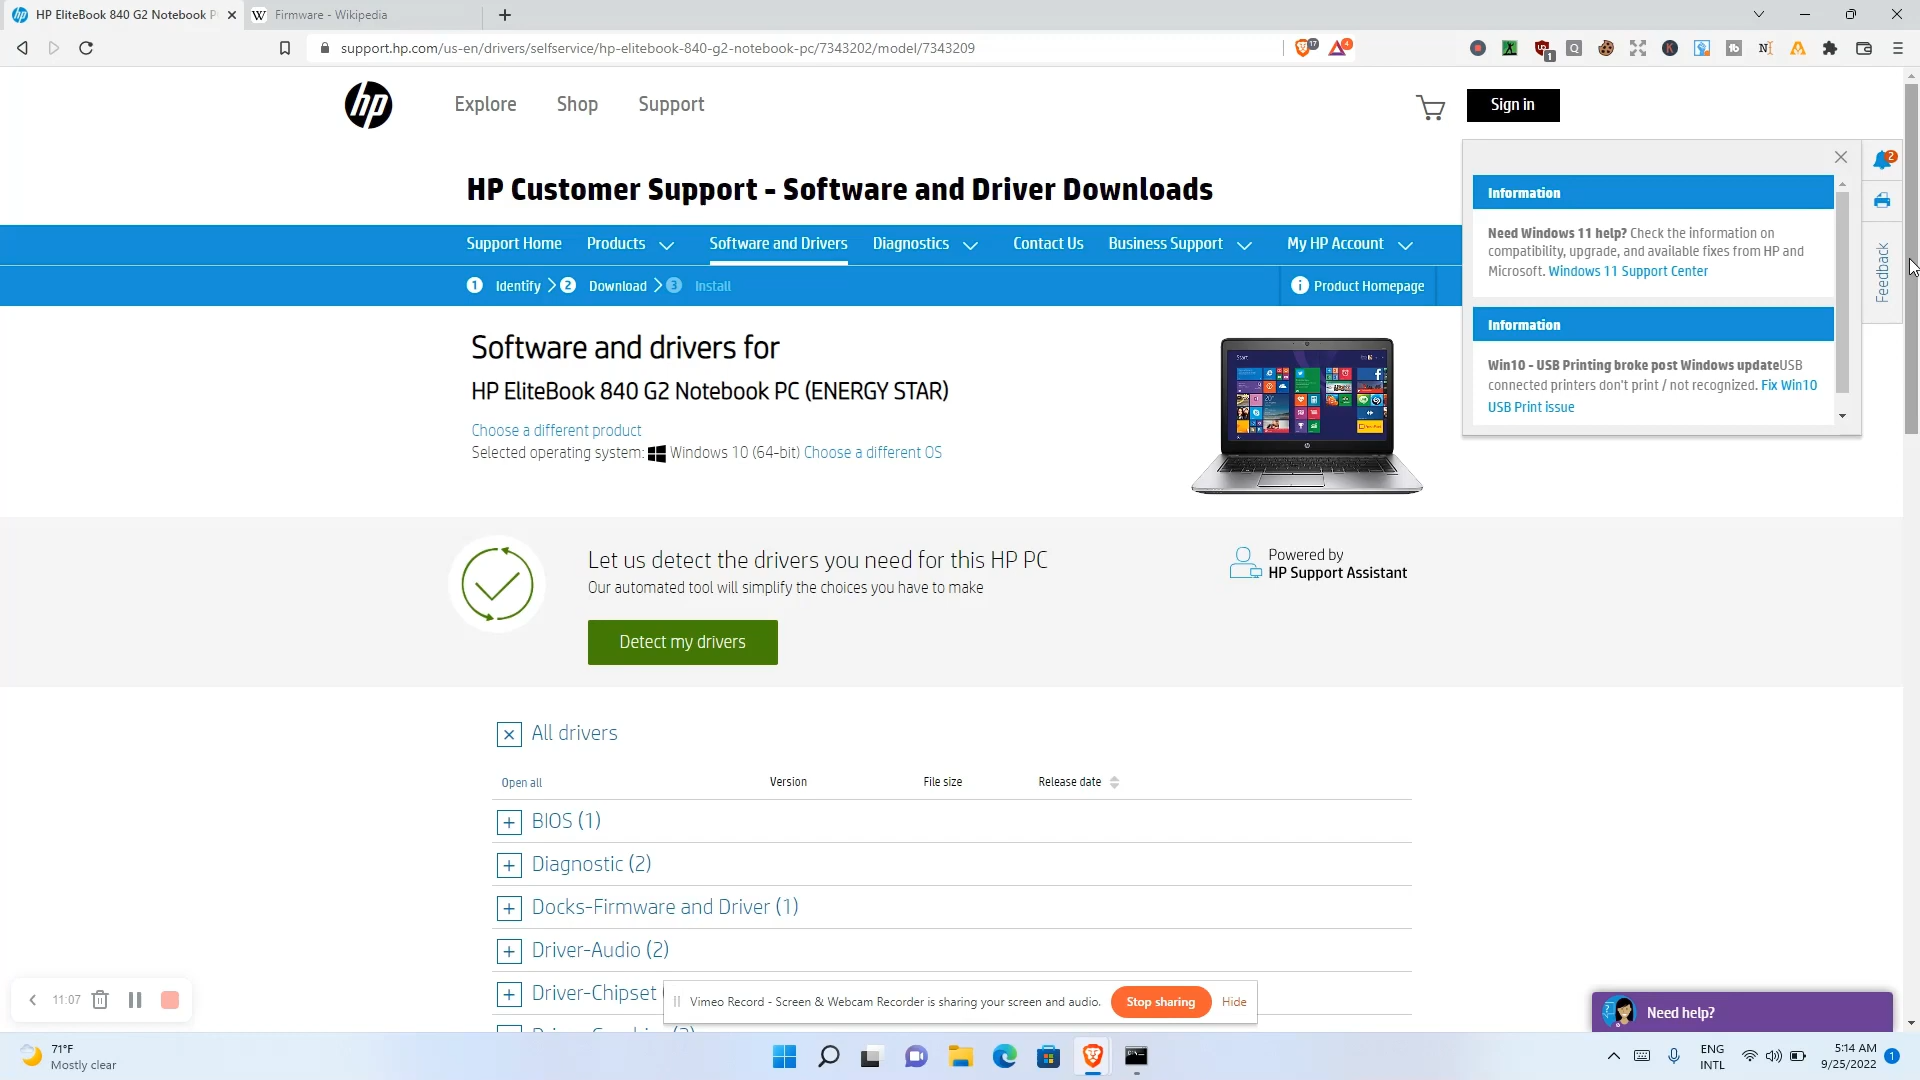 HP EliteBook 840 G2 Notebook P
Firmware - Wikipedia
support.hp.com/us-en/drivers/selfservice/hp-elitebook-840-g2-notebook-pc/7343202/model/7343209
17
4
1
hp
Explore
Shop
Support
Sign in
HP Customer Support - Software and Driver Downloads
Support Home
Products
Software and Drivers
Diagnostics
Contact Us
Business Support
My HP Account
1 Identify
2 Download
3 Install
Product Homepage
2
Information
Need Windows 11 help? Check the information on
compatibility, upgrade, and available fixes from HP and
Microsoft. Windows 11 Support Center
Information
Win10 - USB Printing broke post Windows updateUSB
connected printers don't print / not recognized. Fix Win10
USB Print issue
Feedback
Software and drivers for
HP EliteBook 840 G2 Notebook PC (ENERGY STAR)
Choose a different product
Selected operating system: Windows 10 (64-bit) Choose a different OS
Start
Let us detect the drivers you need for this HP PC
Our automated tool will simplify the choices you have to make
Detect my drivers
Powered by
HP Support Assistant
All drivers
Open all
Version
File size
Release date
BIOS (1)
Diagnostic (2)
Docks-Firmware and Driver (1)
Driver-Audio (2)
Driver-Chipset
11:07
Vimeo Record - Screen & Webcam Recorder is sharing your screen and audio.
Stop sharing
Hide
Need help?
71°F
Mostly clear
ENG
INTL
5:14 AM
9/25/2022
1